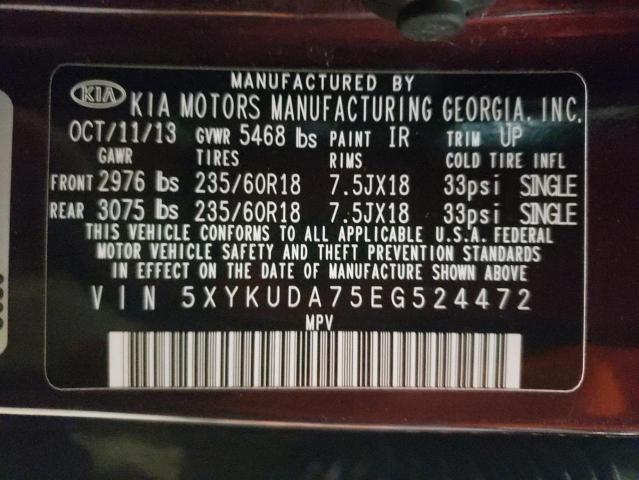 MANUFACTURED BY
KIA KIA MOTORS MANUFACTURING GEORGIA, INC.
OCT/11/13 GVWR 5468 lbs PAINT IR TRIM UP
GAWR TIRES RIMS COLD TIRE INFL
FRONT 2976 lbs 235/60R18 7.5JX18 33psi SINGLE
REAR 3075 lbs 235/60R18 7.5JX18 33psi SINGLE
THIS VEHICLE CONFORMS TO ALL APPLICABLE U.S.A. FEDERAL
MOTOR VEHICLE SAFETY AND THEFT PREVENTION STANDARDS
IN EFFECT ON THE DATE OF MANUFACTURE SHOWN ABOVE
VIN 5XYKUDA75EG524472
MPV